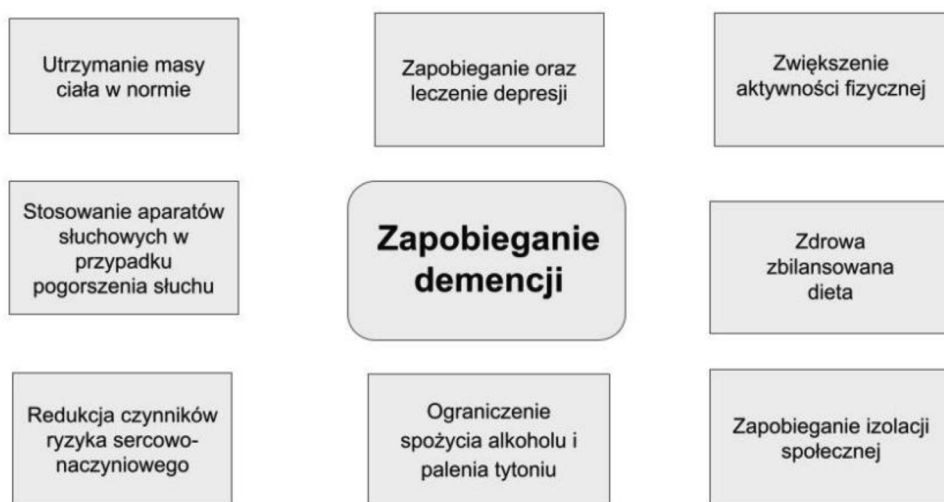 Utrzymanie masy
ciała w normie
Zapobieganie oraz
leczenie depresji
Zwiększenie
aktywności fizycznej
Stosowanie aparatów
słuchowych w
przypadku
pogorszenia słuchu
Zapobieganie
demencji
Zdrowa
zbilansowana
dieta
Redukcja czynników
ryzyka sercowo-
naczyniowego
Ograniczenie
spożycia alkoholu i
palenia tytoniu
Zapobieganie izolacji
społecznej